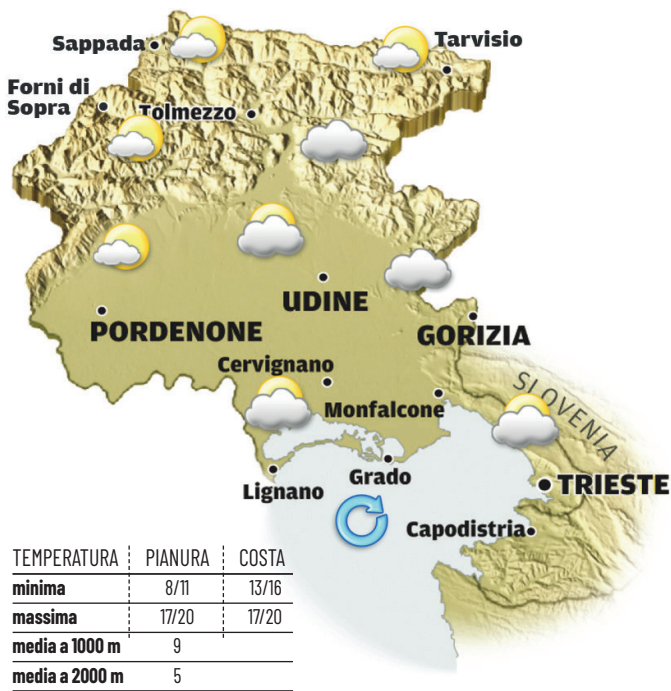 Sappada
Tarvisio
Forni di
Sopra
Tolmezzo
UDINE
PORDENONE
GORIZIA
Cervignano
SLOVENIA
Monfalcone
Grado
Lignano
TRIESTE
Capodistria
TEMPERATURA PIANURA COSTA
minima 8/11 13/16
massima 17/20 17/20
media a 1000 m 9
media a 2000 m 5